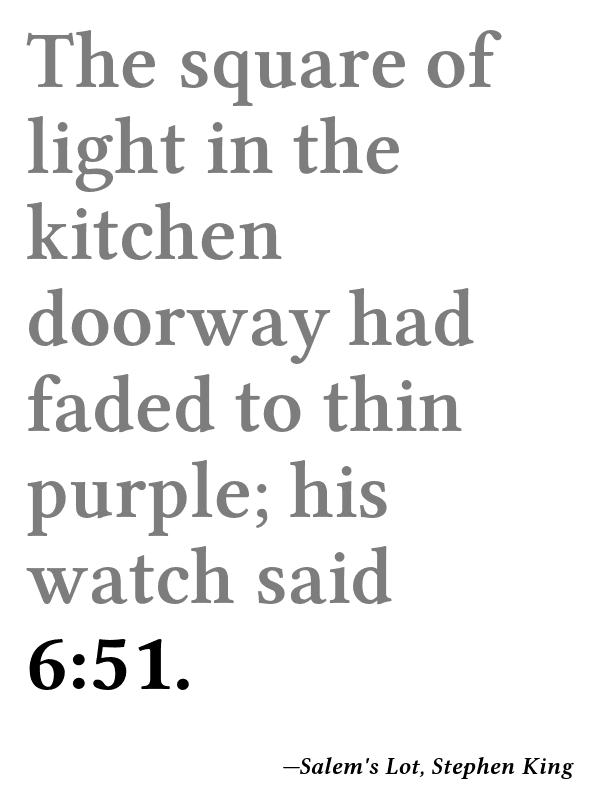 The square of
light in the
kitchen
doorway had
faded to thin
purple; his
watch said
6:51.
—Salem's Lot, Stephen King